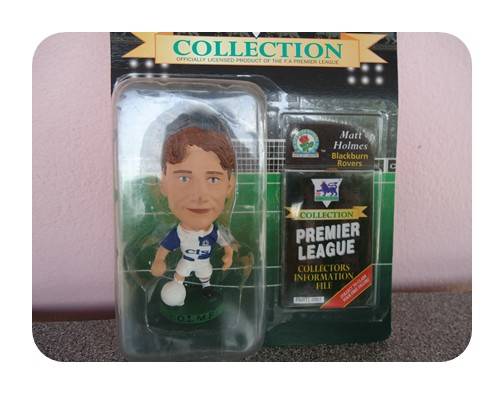 COLLECTION
OFFICIALLY LICENSED PRODUCT OF THE F.A PREMIER LEAGUE
Matt
Holmes
Blackburn
Rovers
COLLECTION
PREMIER
LEAGUE
COLLECTORS
INFORMATION
FILE